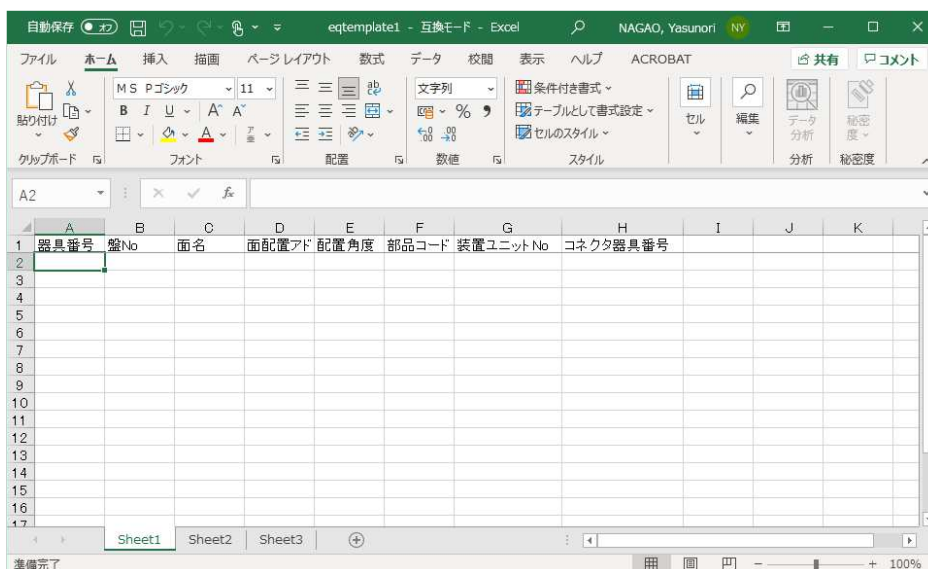 自動保存 オフ eqtemplate1 - 互換モード - Excel NAGAO, Yasunori NY
ファイル ホーム 挿入 描画 ページ レイアウト 数式 データ 校閲 表示 ヘルプ ACROBAT 共有 コメント
貼り付け
MS Pゴシック 11
B I U A A
A
ab
文字列
% 9
条件付き書式
テーブルとして書式設定
セルのスタイル
セル
編集
データ分析
秘密度
クリップボード フォント 配置 数値 スタイル 分析 秘密度
A2 fx
A B C D E F G H I J K
1 器具番号 盤No 面名 面配置アド 配置角度 部品コード 装置ユニットNo コネクタ器具番号
2
3
4
5
6
7
8
9
10
11
12
13
14
15
16
17
Sheet1 Sheet2 Sheet3
準備完了 100%